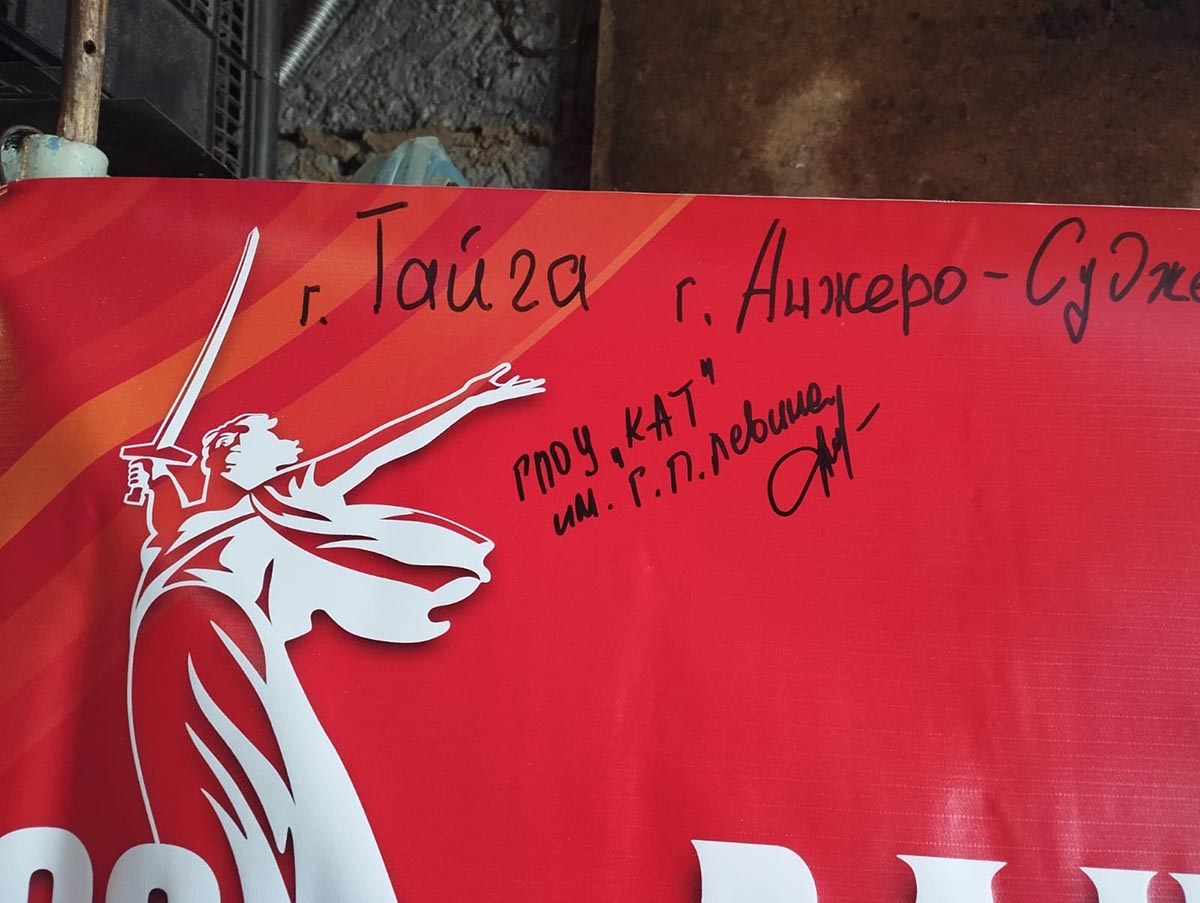 г. Тайга г. Анжеро-Судже
ГПОУ „КАТ"
им. Г.П. Левина